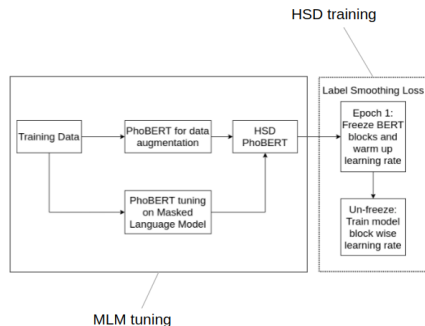 HSD training
Label Smoothing Loss
Training Data
PhoBERT for data
augmentation
HSD
PhoBERT
Epoch 1:
Freeze BERT
blocks and
warm up
learning rate
PhoBERT tuning
on Masked
Language Model
Un-freeze:
Train model
block wise
learning rate
MLM tuning